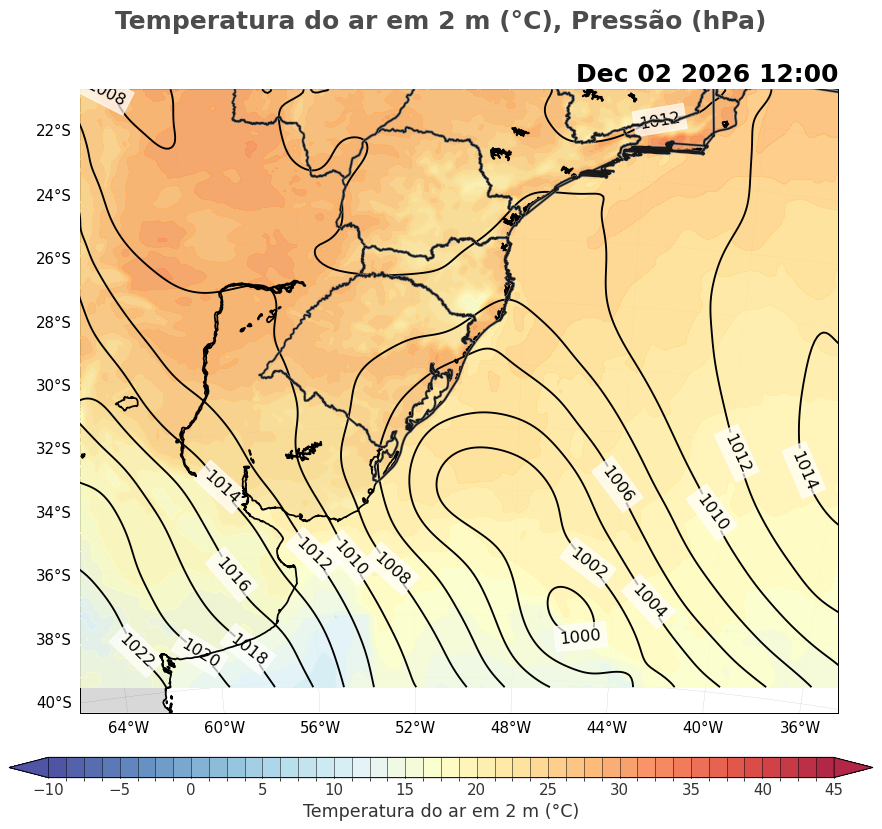 Temperatura do ar em 2 m (°C), Pressão (hPa)
Dec 02 2026 12:00
1008
1012
22°S
24°S
26°S
28°S
30°S
32°S
34°S
36°S
38°S
40°S
1014
1016
1018
1020
1022
1012
1010
1008
1006
1002
1004
1000
1010
1012
1014
64°W
60°W
56°W
52°W
48°W
44°W
40°W
36°W
−10 −5 0 5 10 15 20 25 30 35 40 45
Temperatura do ar em 2 m (°C)